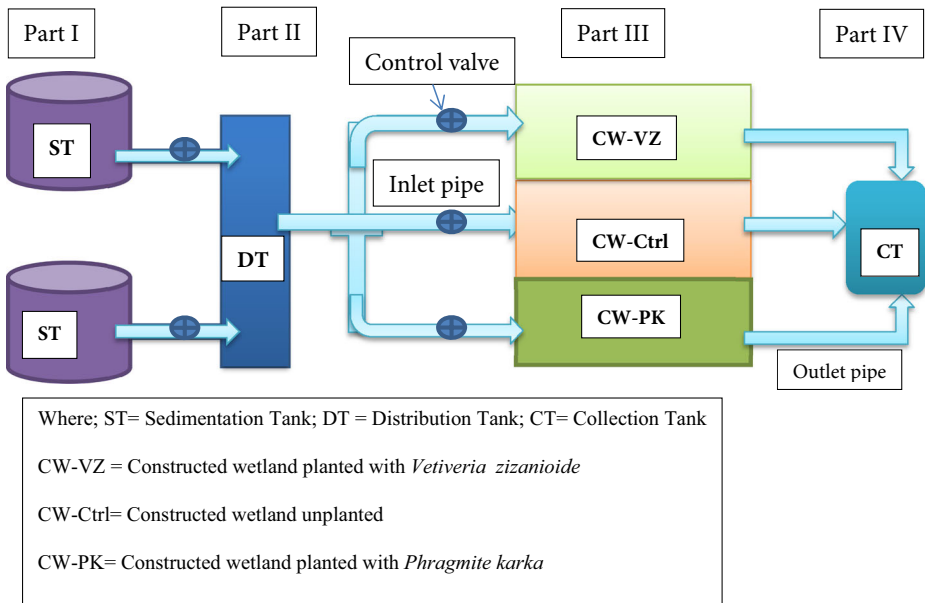 Part I
Part II
Part III
Part IV
Control valve
ST
CW-VZ
Inlet pipe
CW-Ctrl
DT
CT
ST
CW-PK
Outlet pipe
Where; ST= Sedimentation Tank; DT = Distribution Tank; CT= Collection Tank
CW-VZ = Constructed wetland planted with Vetiveria zizanioide
CW-Ctrl= Constructed wetland unplanted
CW-PK= Constructed wetland planted with Phragmite karka